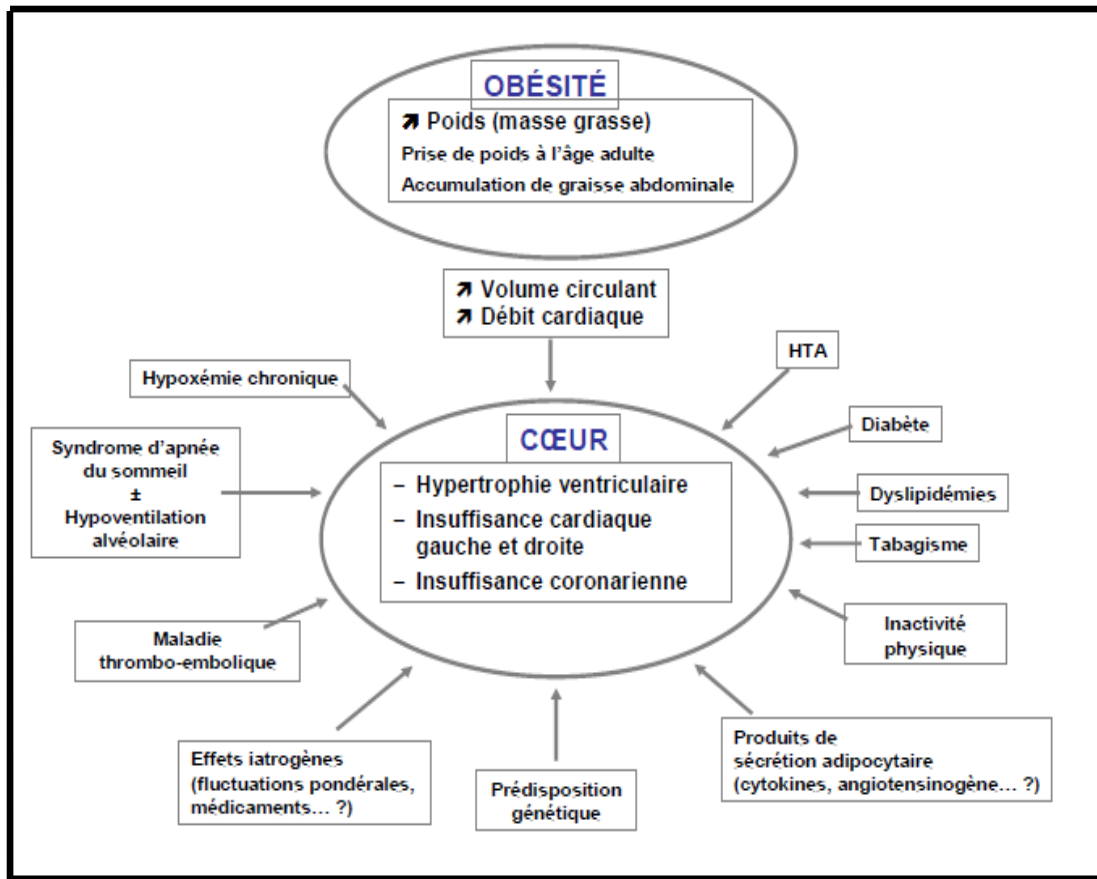 OBÉSITÉ
↗ Poids (masse grasse)
Prise de poids à l'âge adulte
Accumulation de graisse abdominale
↗ Volume circulant
↗ Débit cardiaque
HTA
Hypoxémie chronique
Diabète
CŒUR
Syndrome d'apnée
du sommeil
±
Hypoventilation
alvéolaire
– Hypertrophie ventriculaire
– Insuffisance cardiaque
gauche et droite
– Insuffisance coronarienne
Dyslipidémies
Tabagisme
Inactivité
physique
Maladie
thrombo-embolique
Effets iatrogènes
(fluctuations pondérales,
médicaments… ?)
Prédisposition
génétique
Produits de
sécrétion adipocytaire
(cytokines, angiotensinogène… ?)